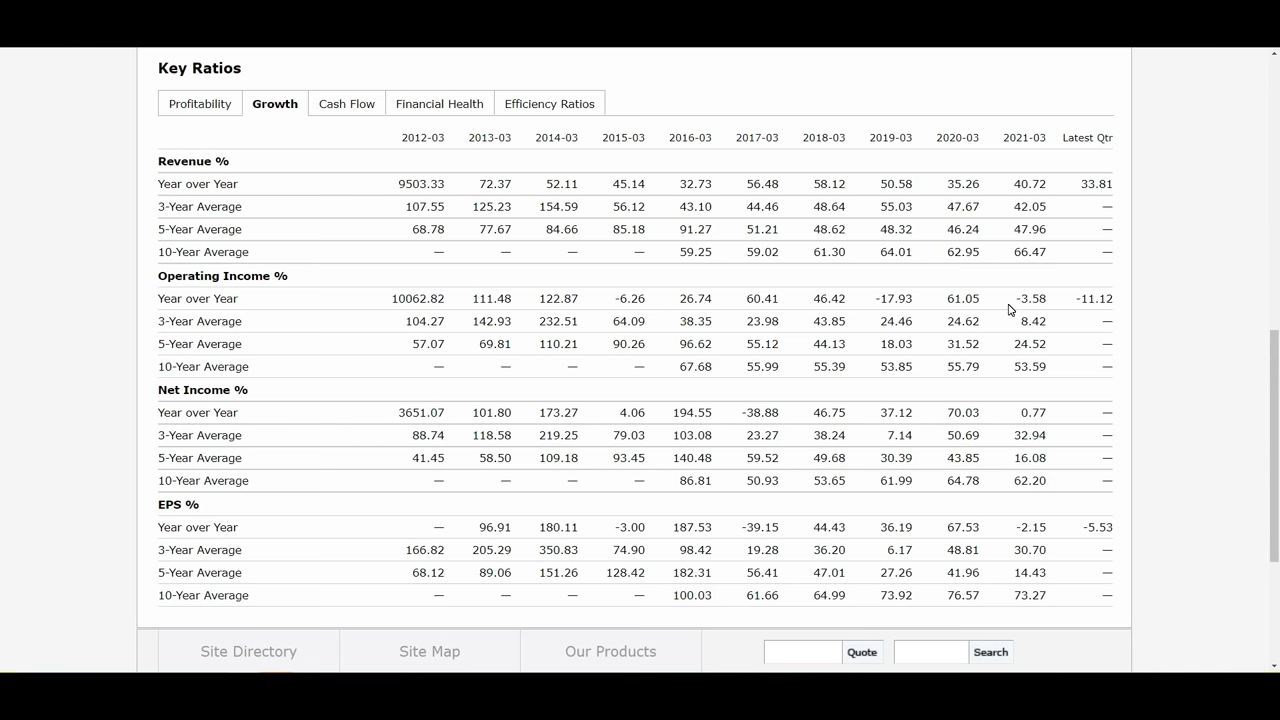 Key Ratios
Profitability Growth Cash Flow Financial Health Efficiency Ratios
2012-03 2013-03 2014-03 2015-03 2016-03 2017-03 2018-03 2019-03 2020-03 2021-03 Latest Qtr
Revenue %
Year over Year 9503.33 72.37 52.11 45.14 32.73 56.48 58.12 50.58 35.26 40.72 33.81
3-Year Average 107.55 125.23 154.59 56.12 43.10 44.46 48.64 55.03 47.67 42.05 —
5-Year Average 68.78 77.67 84.66 85.18 91.27 51.21 48.62 48.32 46.24 47.96 —
10-Year Average — — — — 59.25 59.02 61.30 64.01 62.95 66.47 —
Operating Income %
Year over Year 10062.82 111.48 122.87 -6.26 26.74 60.41 46.42 -17.93 61.05 -3.58 -11.12
3-Year Average 104.27 142.93 232.51 64.09 38.35 23.98 43.85 24.46 24.62 8.42 —
5-Year Average 57.07 69.81 110.21 90.26 96.62 55.12 44.13 18.03 31.52 24.52 —
10-Year Average — — — — 67.68 55.99 55.39 53.85 55.79 53.59 —
Net Income %
Year over Year 3651.07 101.80 173.27 4.06 194.55 -38.88 46.75 37.12 70.03 0.77 —
3-Year Average 88.74 118.58 219.25 79.03 103.08 23.27 38.24 7.14 50.69 32.94 —
5-Year Average 41.45 58.50 109.18 93.45 140.48 59.52 49.68 30.39 43.85 16.08 —
10-Year Average — — — — 86.81 50.93 53.65 61.99 64.78 62.20 —
EPS %
Year over Year — 96.91 180.11 -3.00 187.53 -39.15 44.43 36.19 67.53 -2.15 -5.53
3-Year Average 166.82 205.29 350.83 74.90 98.42 19.28 36.20 6.17 48.81 30.70 —
5-Year Average 68.12 89.06 151.26 128.42 182.31 56.41 47.01 27.26 41.96 14.43 —
10-Year Average — — — — 100.03 61.66 64.99 73.92 76.57 73.27 —
Site Directory Site Map Our Products Quote Search